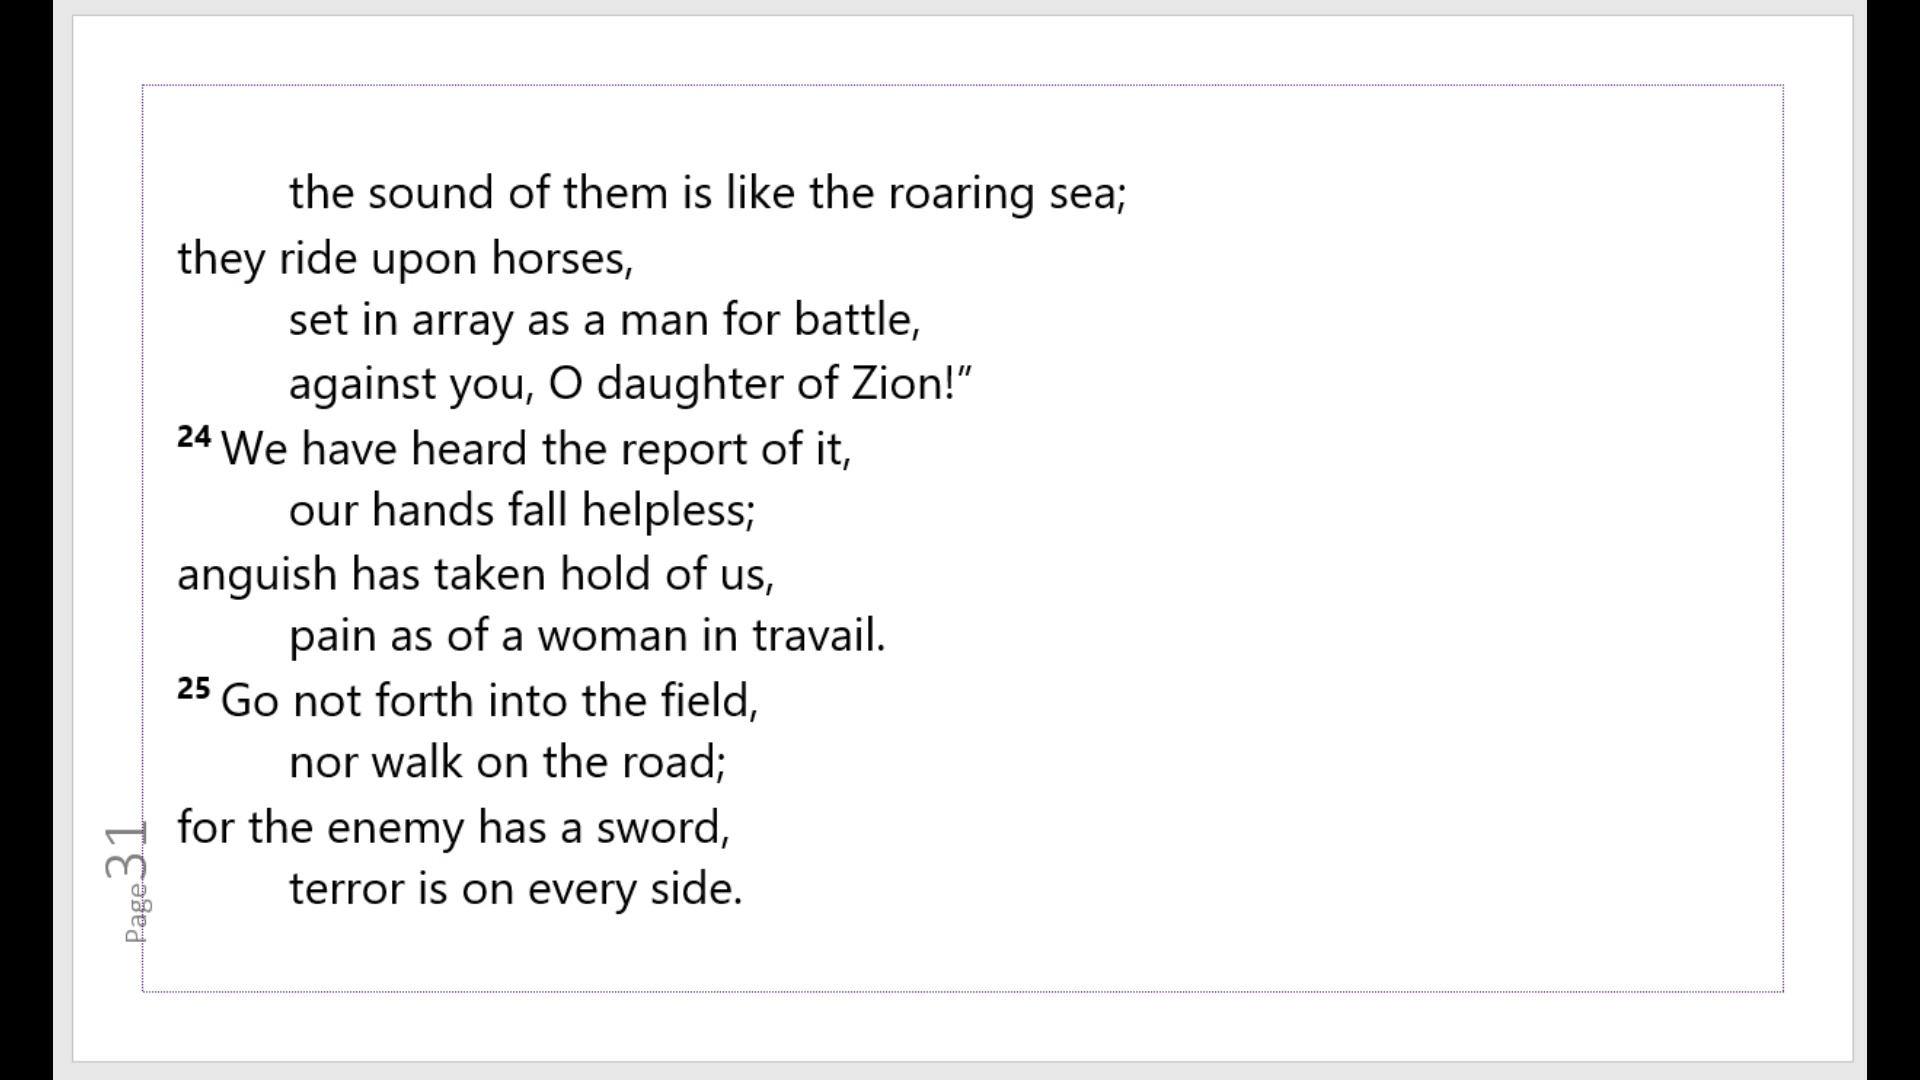 the sound of them is like the roaring sea;
they ride upon horses,
set in array as a man for battle,
against you, O daughter of Zion!”
24 We have heard the report of it,
our hands fall helpless;
anguish has taken hold of us,
pain as of a woman in travail.
25 Go not forth into the field,
nor walk on the road;
for the enemy has a sword,
terror is on every side.
Page 31